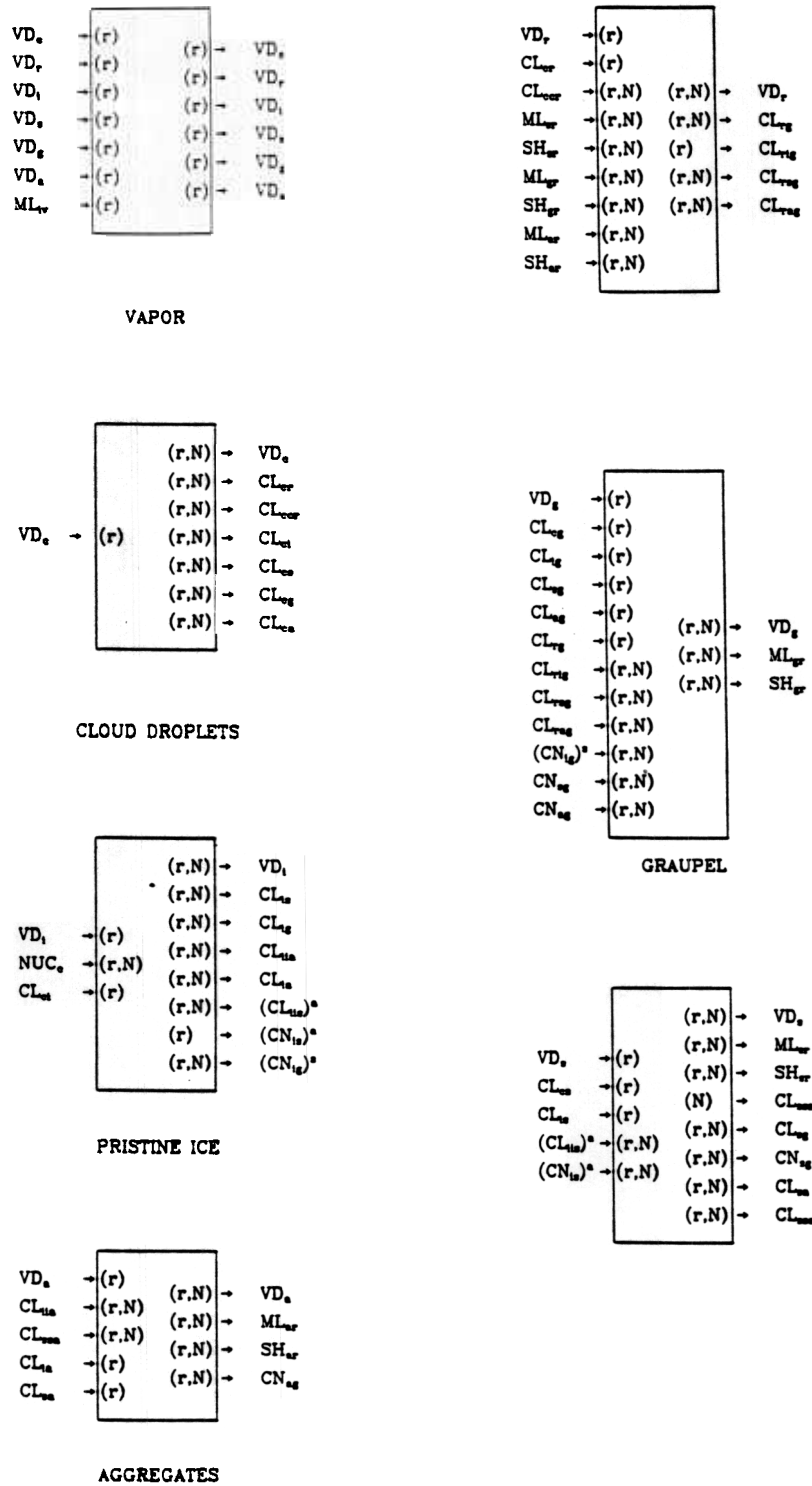 VD_c → (r)
VD_r → (r)
VD_i → (r)
VD_s → (r)
VD_g → (r)
VD_a → (r)
ML_iv → (r)
(r) → VD_c
(r) → VD_r
(r) → VD_i
(r) → VD_s
(r) → VD_g
(r) → VD_a
VAPOR
VD_r → (r)
CL_cr → (r)
CL_ccr → (r,N)
ML_sr → (r,N)
SH_sr → (r,N)
ML_gr → (r,N)
SH_gr → (r,N)
ML_ar → (r,N)
SH_ar → (r,N)
(r,N) → VD_r
(r,N) → CL_rg
(r) → CL_rig
(r,N) → CL_rsg
(r,N) → CL_rag
VD_c → (r)
(r,N) → VD_c
(r,N) → CL_cr
(r,N) → CL_ccr
(r,N) → CL_ci
(r,N) → CL_cs
(r,N) → CL_cg
(r,N) → CL_ca
CLOUD DROPLETS
VD_g → (r)
CL_cg → (r)
CL_ig → (r)
CL_sg → (r)
CL_ag → (r)
CL_rg → (r)
CL_rig → (r,N)
CL_rsg → (r,N)
CL_rag → (r,N)
(CN_ig)^a → (r,N)
CN_sg → (r,N)
CN_ag → (r,N)
(r,N) → VD_g
(r,N) → ML_gr
(r,N) → SH_gr
GRAUPEL
VD_i → (r)
NUC_c → (r,N)
CL_ci → (r)
(r,N) → VD_i
(r,N) → CL_is
(r,N) → CL_ig
(r,N) → CL_iia
(r,N) → CL_ia
(r,N) → (CL_iis)^a
(r) → (CN_is)^a
(r,N) → (CN_ig)^a
PRISTINE ICE
VD_s → (r)
CL_cs → (r)
CL_is → (r)
(CL_iis)^a → (r,N)
(CN_is)^a → (r,N)
(r,N) → VD_s
(r,N) → ML_sr
(r,N) → SH_sr
(N) → CL_sss
(r,N) → CL_sg
(r,N) → CN_sg
(r,N) → CL_sa
(r,N) → CL_ssa
VD_a → (r)
CL_iia → (r,N)
CL_ssa → (r,N)
CL_ia → (r)
CL_sa → (r)
(r,N) → VD_a
(r,N) → ML_ar
(r,N) → SH_ar
(r,N) → CN_ag
AGGREGATES